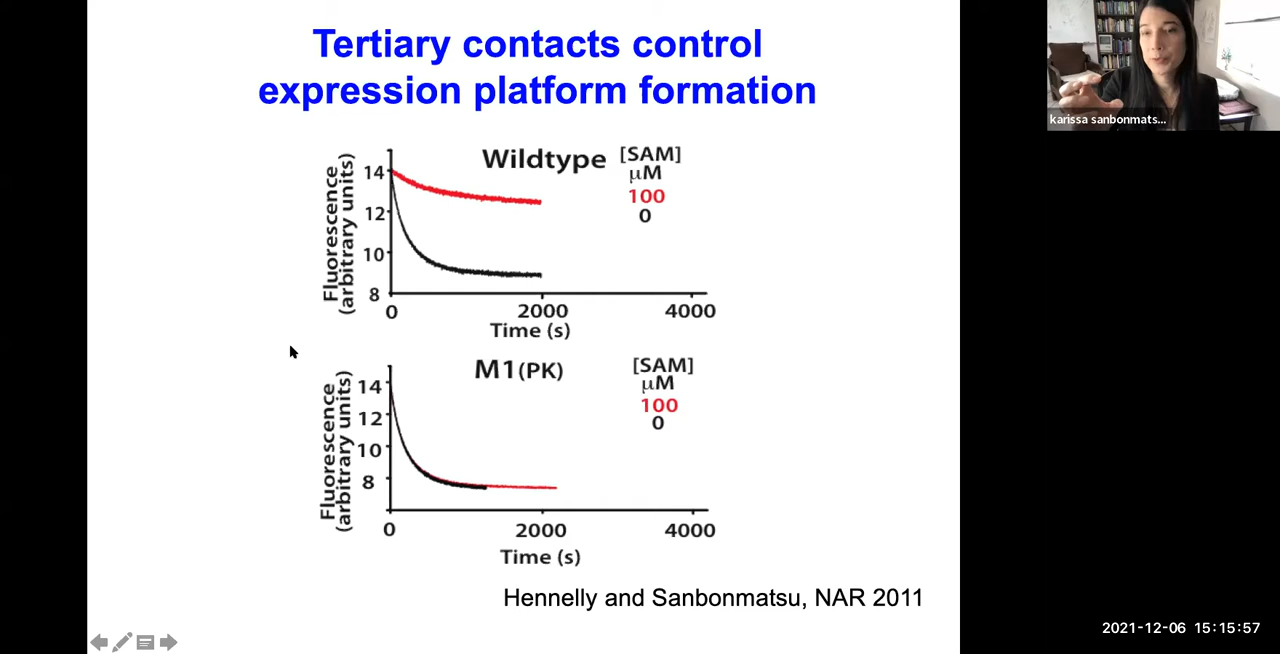 Tertiary contacts control
expression platform formation
Wildtype
[SAM]
μM
100
0
Fluorescence
(arbitrary units)
14
12
10
8
0
2000
4000
Time (s)
M1(PK)
[SAM]
μM
100
0
Fluorescence
(arbitrary units)
14
12
10
8
0
2000
4000
Time (s)
Hennelly and Sanbonmatsu, NAR 2011
karissa sanbonmats...
2021-12-06 15:15:57